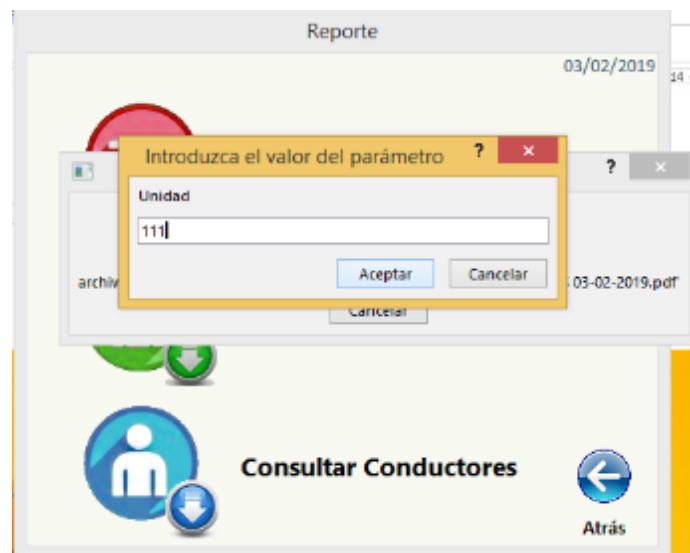 Reporte
03/02/2019
14
Introduzca el valor del parámetro ? ×
? ×
Unidad
111
Aceptar Cancelar
03-02-2019.pdf
Cancelar
Consultar Conductores
Atrás